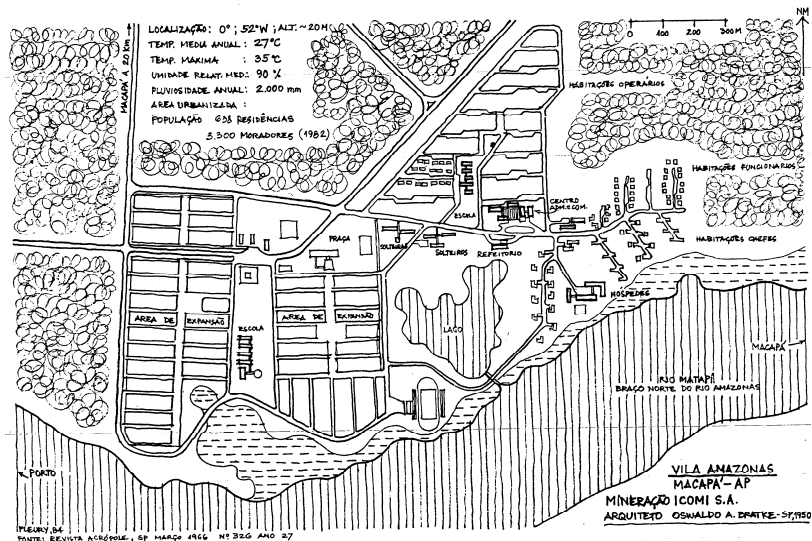 NM
LOCALIZAÇÃO: 0°; 52°W; ALT. ~20M
TEMP. MEDIA ANUAL: 27°C
TEMP. MAXIMA : 35°C
UMIDADE RELAT. MED: 90 %
PLUVIOSIDADE ANUAL: 2.000 mm
AREA URBANIZADA :
POPULAÇÃO 638 RESIDÊNCIAS
3.300 MORADORES (1982)
MACAPÁ A 20 Km
0 100 200 300M
HABITAÇÕES OPERÁRIOS
HABITAÇÕES FUNCIONARIOS
HABITAÇÕES CHEFES
CENTRO
ADM. E COM.
ESCOLA
PRAÇA
SOLTEIRAS
SOLTEIROS
REFEITORIO
HOSPEDES
AREA DE EXPANSÃO
ESCOLA
AREA DE EXPANSÃO
LAGO
MACAPÁ
RIO MATAPÍ
BRAÇO NORTE DO RIO AMAZONAS
PORTO
VILA AMAZONAS
MACAPÁ-AP
MINERAÇÃO ICOMI S.A.
ARQUITETO OSWALDO A. BRATKE-SP, 1950
FLEURY, 84
FONTE: REVISTA ACRÓPOLE, SP MARÇO 1966 Nº 326 ANO 27